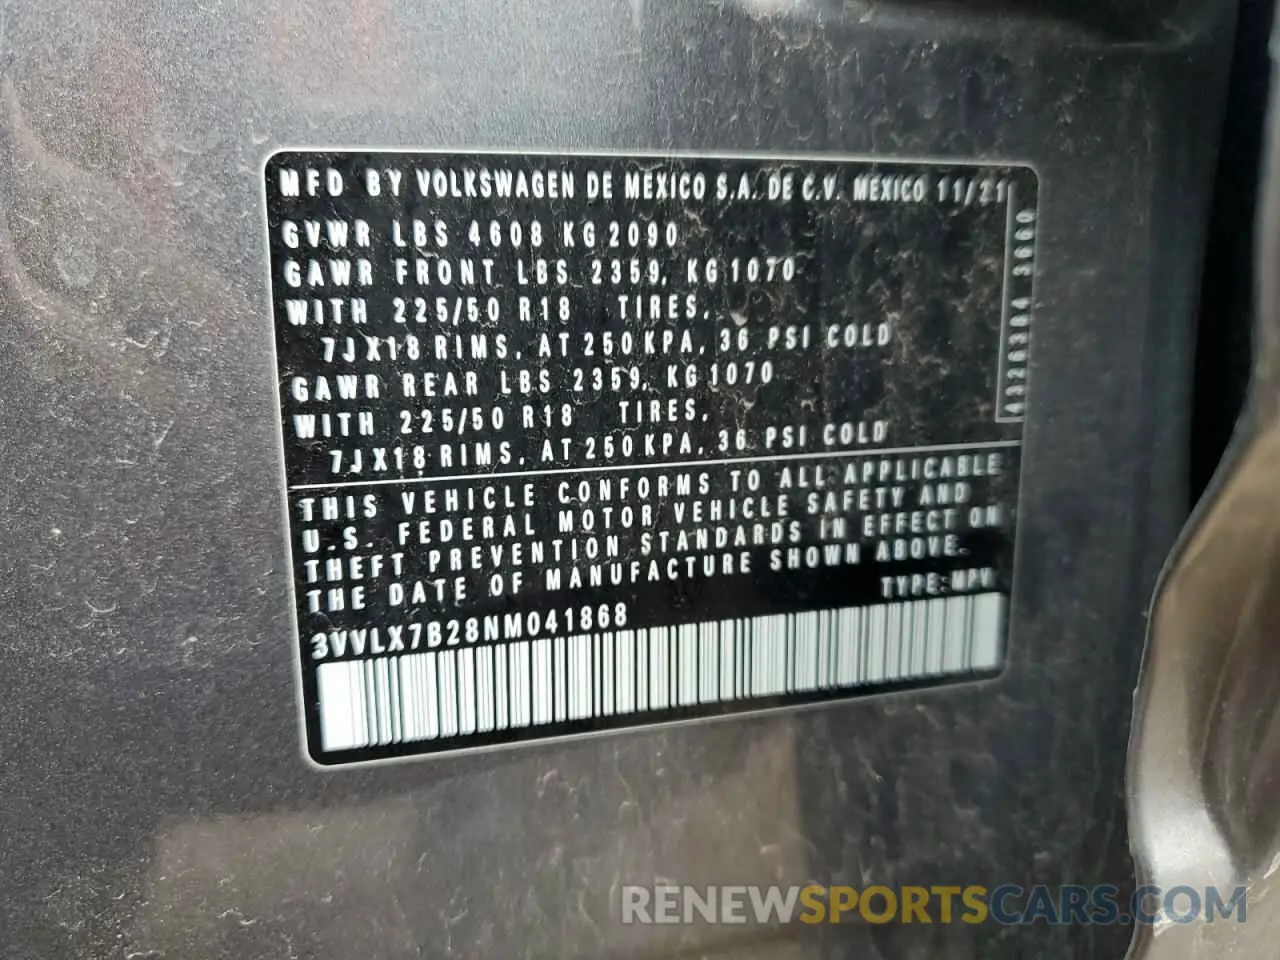 MFD BY VOLKSWAGEN DE MEXICO S.A. DE C.V. MEXICO 11/21
GVWR LBS 4608 KG 2090
GAWR FRONT LBS 2359, KG 1070
WITH 225/50 R18 TIRES,
7JX18 RIMS, AT 250 KPA, 36 PSI COLD
GAWR REAR LBS 2359, KG 1070
WITH 225/50 R18 TIRES,
7JX18 RIMS, AT 250 KPA, 36 PSI COLD
THIS VEHICLE CONFORMS TO ALL APPLICABLE
U.S. FEDERAL MOTOR VEHICLE SAFETY AND
THEFT PREVENTION STANDARDS IN EFFECT ON
THE DATE OF MANUFACTURE SHOWN ABOVE.
TYPE: MPV
3VVLX7B28NM041868
RENEWSPORTSCARS.COM